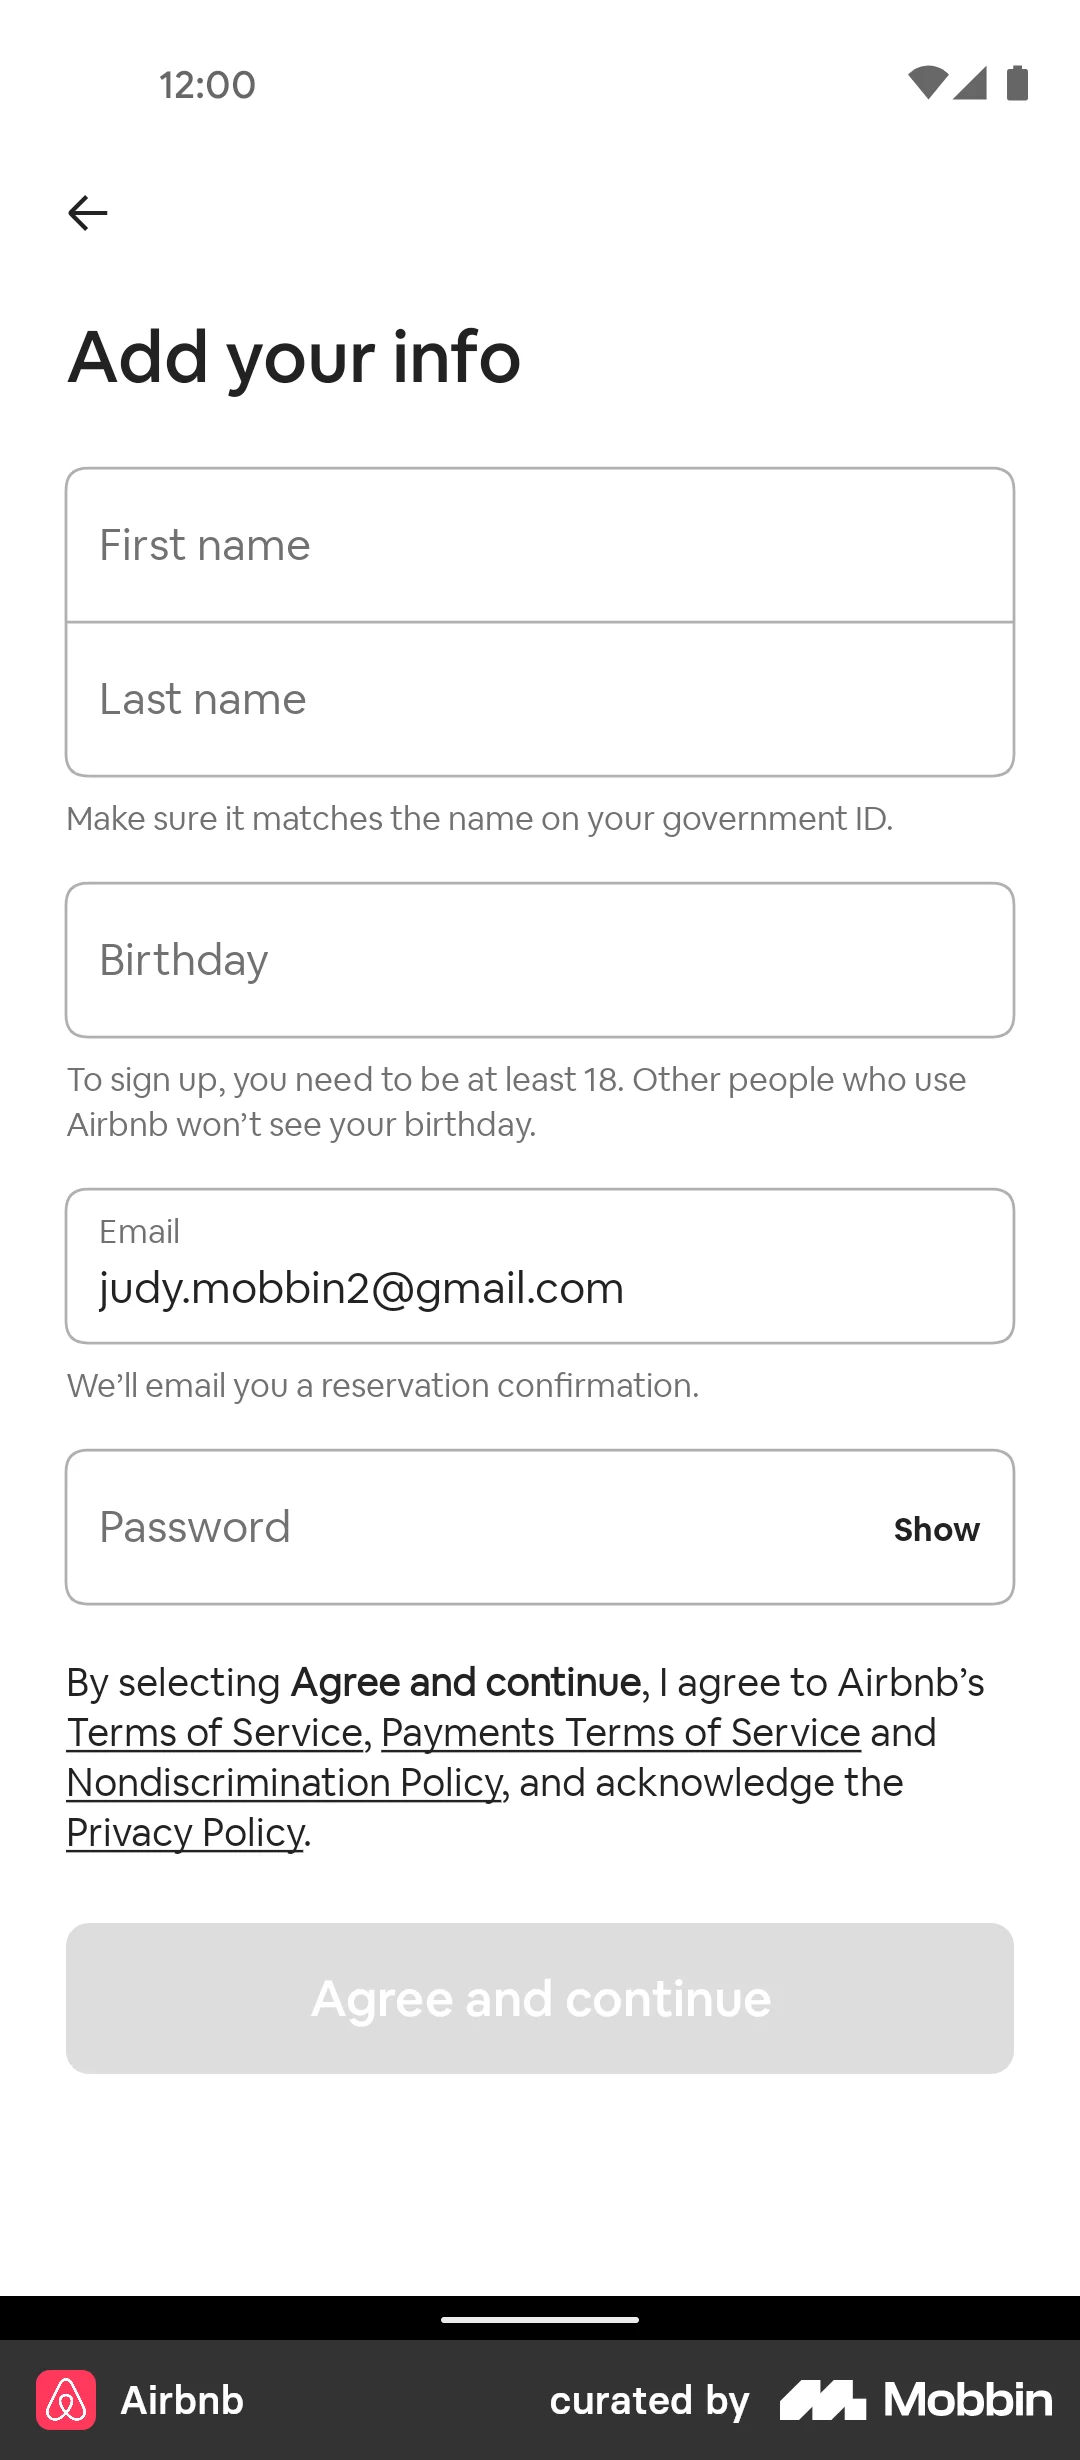 12:00
Add your info
First name
Last name
Make sure it matches the name on your government ID.
Birthday
To sign up, you need to be at least 18. Other people who use
Airbnb won’t see your birthday.
Email
judy.mobbin2@gmail.com
We’ll email you a reservation confirmation.
Password
Show
By selecting Agree and continue, I agree to Airbnb’s
Terms of Service, Payments Terms of Service and
Nondiscrimination Policy, and acknowledge the
Privacy Policy.
Agree and continue
Airbnb
curated by Mobbin